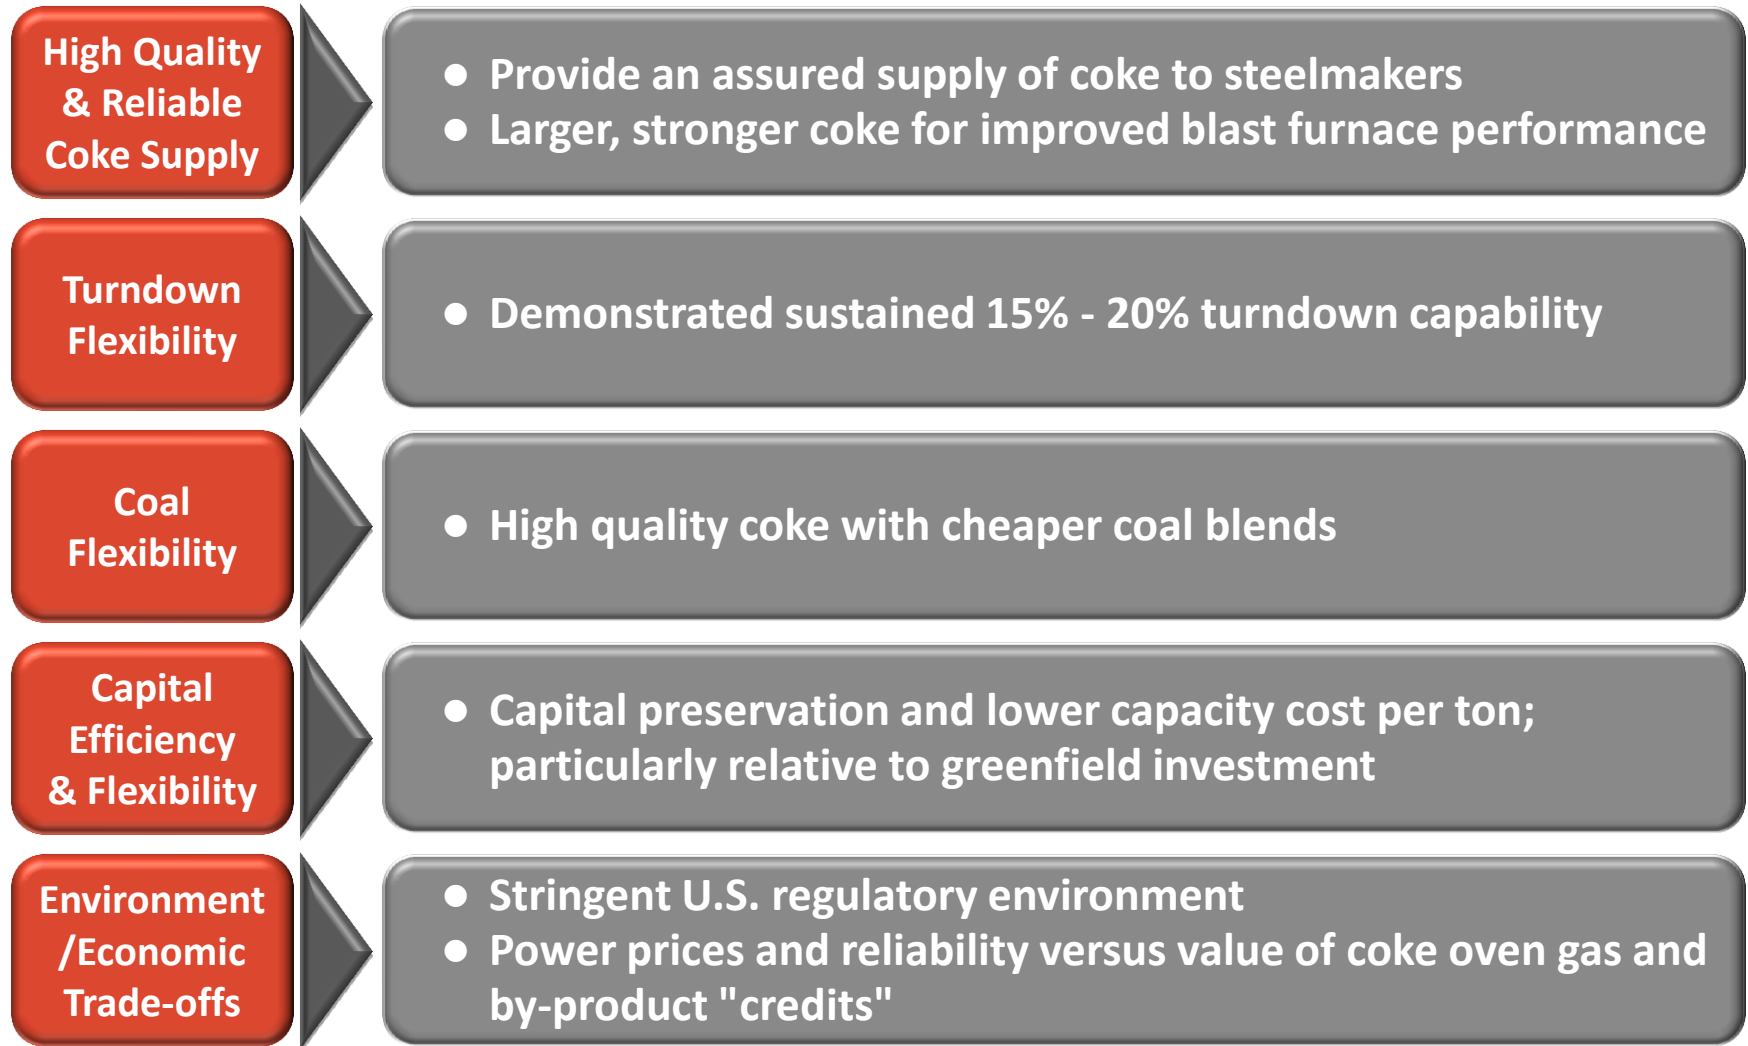 High Quality
& Reliable
Coke Supply
● Provide an assured supply of coke to steelmakers
● Larger, stronger coke for improved blast furnace performance
Turndown
Flexibility
● Demonstrated sustained 15% - 20% turndown capability
Coal
Flexibility
● High quality coke with cheaper coal blends
Capital
Efficiency
& Flexibility
● Capital preservation and lower capacity cost per ton;
particularly relative to greenfield investment
Environment
/Economic
Trade-offs
● Stringent U.S. regulatory environment
● Power prices and reliability versus value of coke oven gas and
by-product "credits"